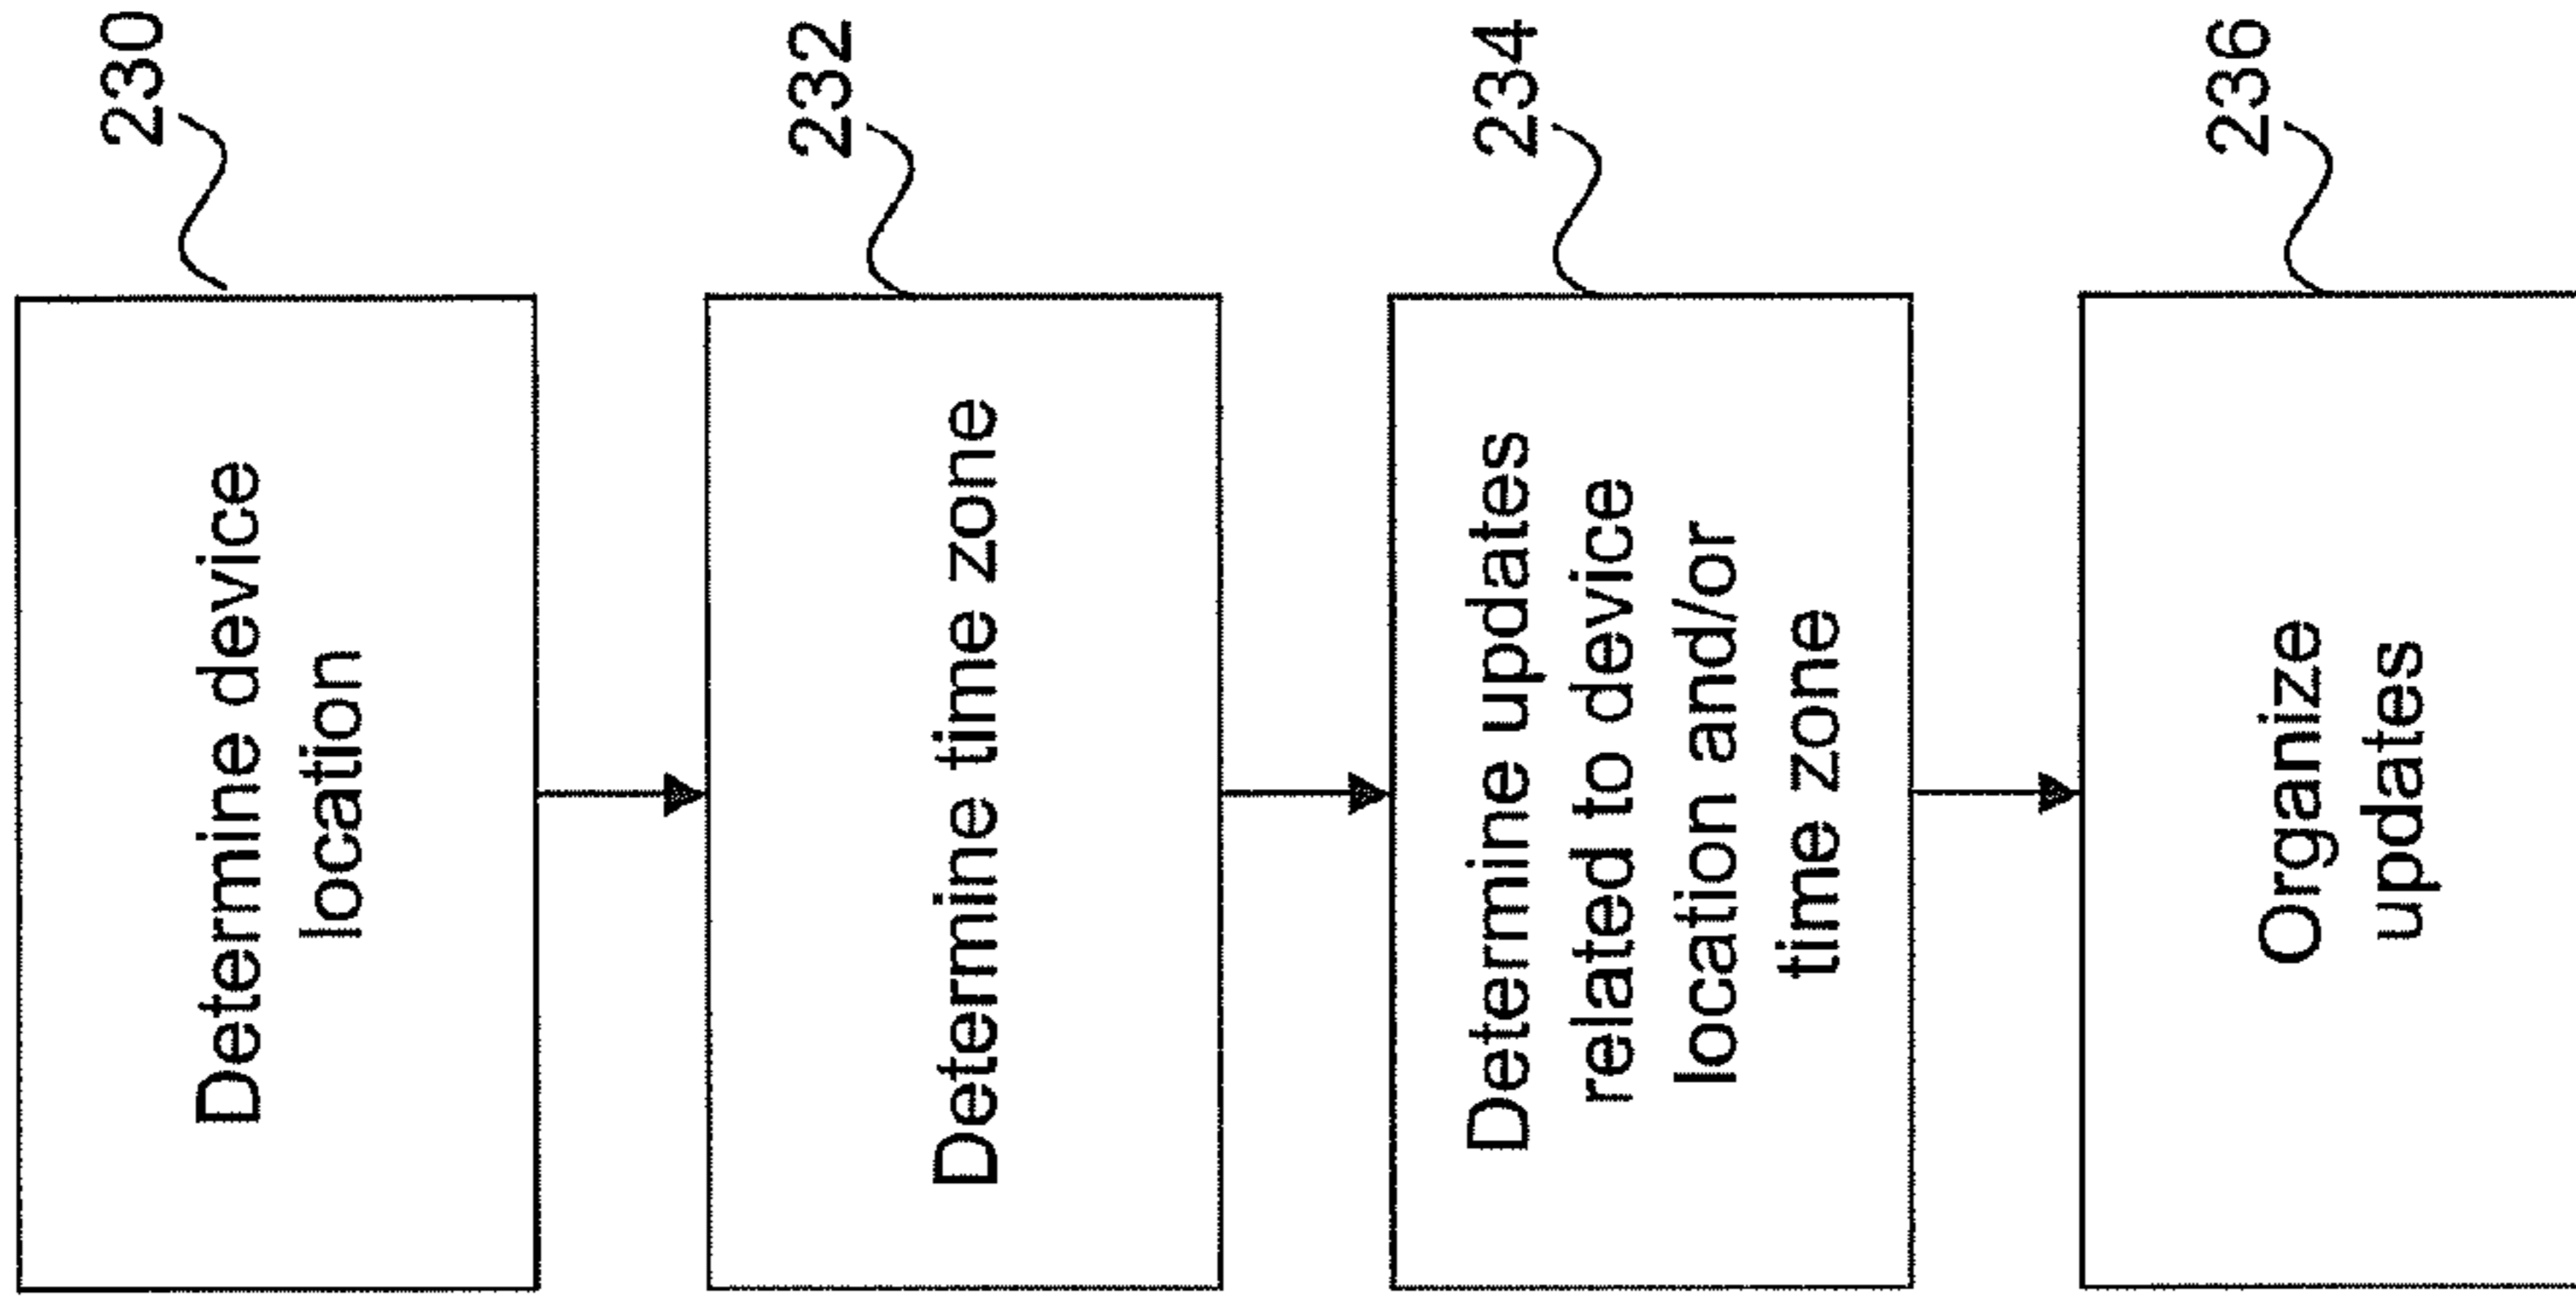 Determine device
location
230
Determine time zone
232
Determine updates
related to device
location and/or
time zone
234
Organize
updates
236